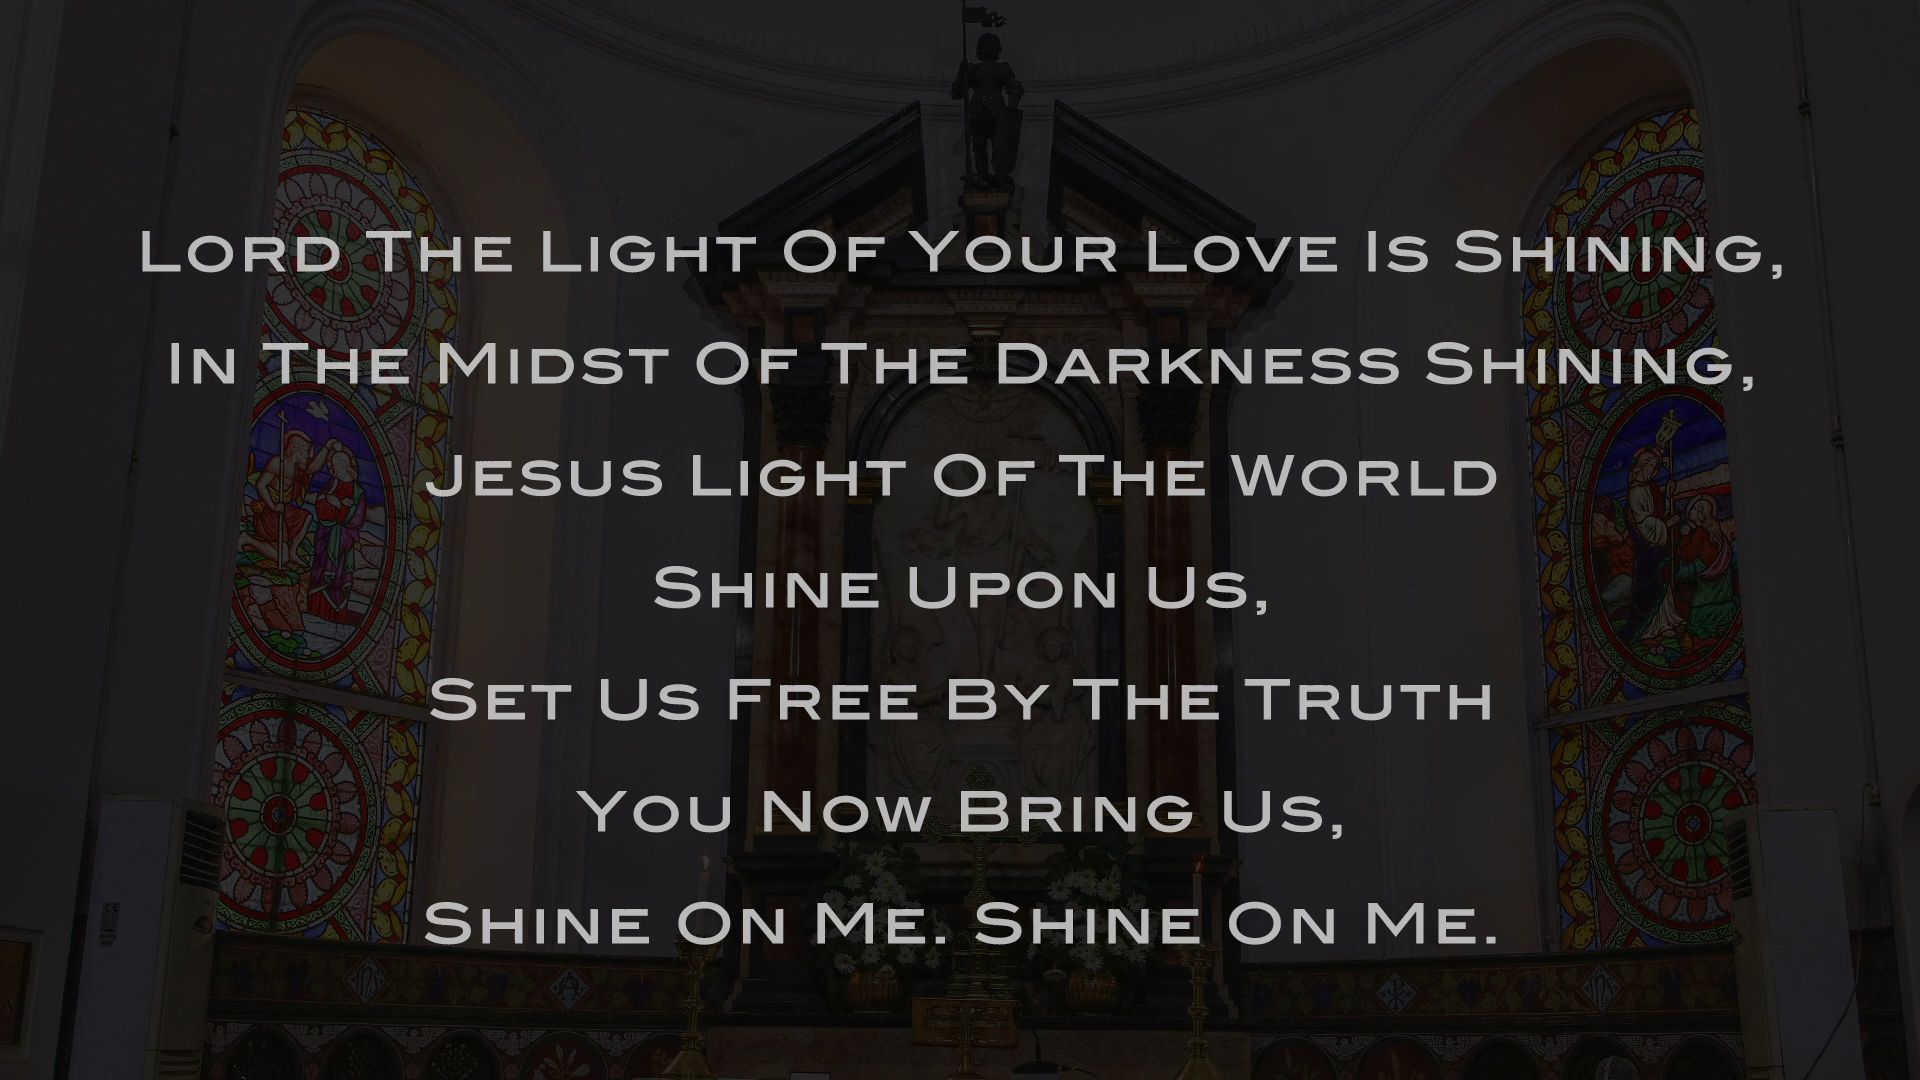 Lord The Light Of Your Love Is Shining,
In The Midst Of The Darkness Shining,
Jesus Light Of The World
Shine Upon Us,
Set Us Free By The Truth
You Now Bring Us,
Shine On Me. Shine On Me.